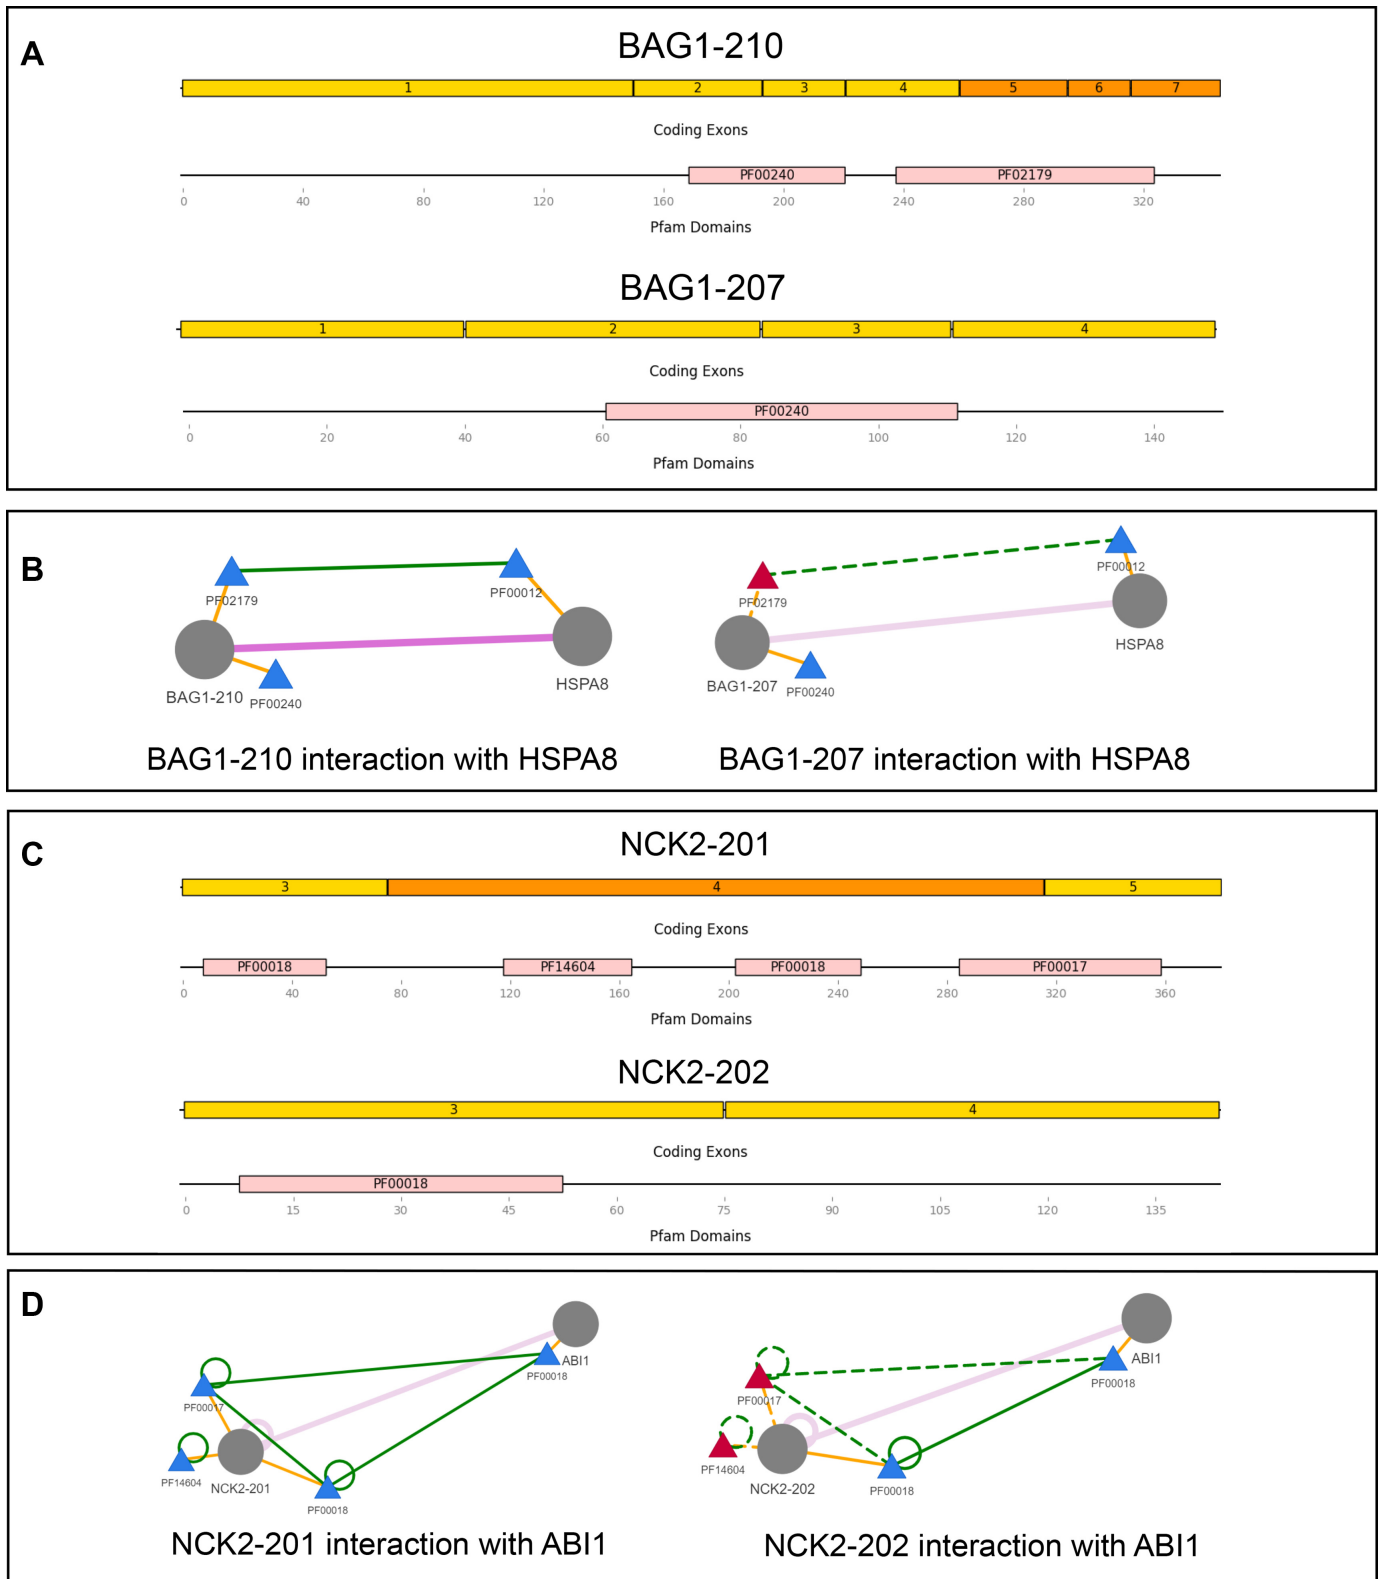 A
BAG1-210
1 2 3 4 5 6 7
Coding Exons
PF00240 PF02179
0 40 80 120 160 200 240 280 320
Pfam Domains
BAG1-207
1 2 3 4
Coding Exons
PF00240
0 20 40 60 80 100 120 140
Pfam Domains
B
PF02179 PF00012
BAG1-210 PF00240 HSPA8
PF02179 PF00012
BAG1-207 PF00240 HSPA8
BAG1-210 interaction with HSPA8
BAG1-207 interaction with HSPA8
C
NCK2-201
3 4 5
Coding Exons
PF00018 PF14604 PF00018 PF00017
0 40 80 120 160 200 240 280 320 360
Pfam Domains
NCK2-202
3 4
Coding Exons
PF00018
0 15 30 45 60 75 90 105 120 135
Pfam Domains
D
ABI1
PF00018
PF00017
PF14604
NCK2-201
PF00018
ABI1
PF00018
PF00017
PF14604
NCK2-202
PF00018
NCK2-201 interaction with ABI1
NCK2-202 interaction with ABI1